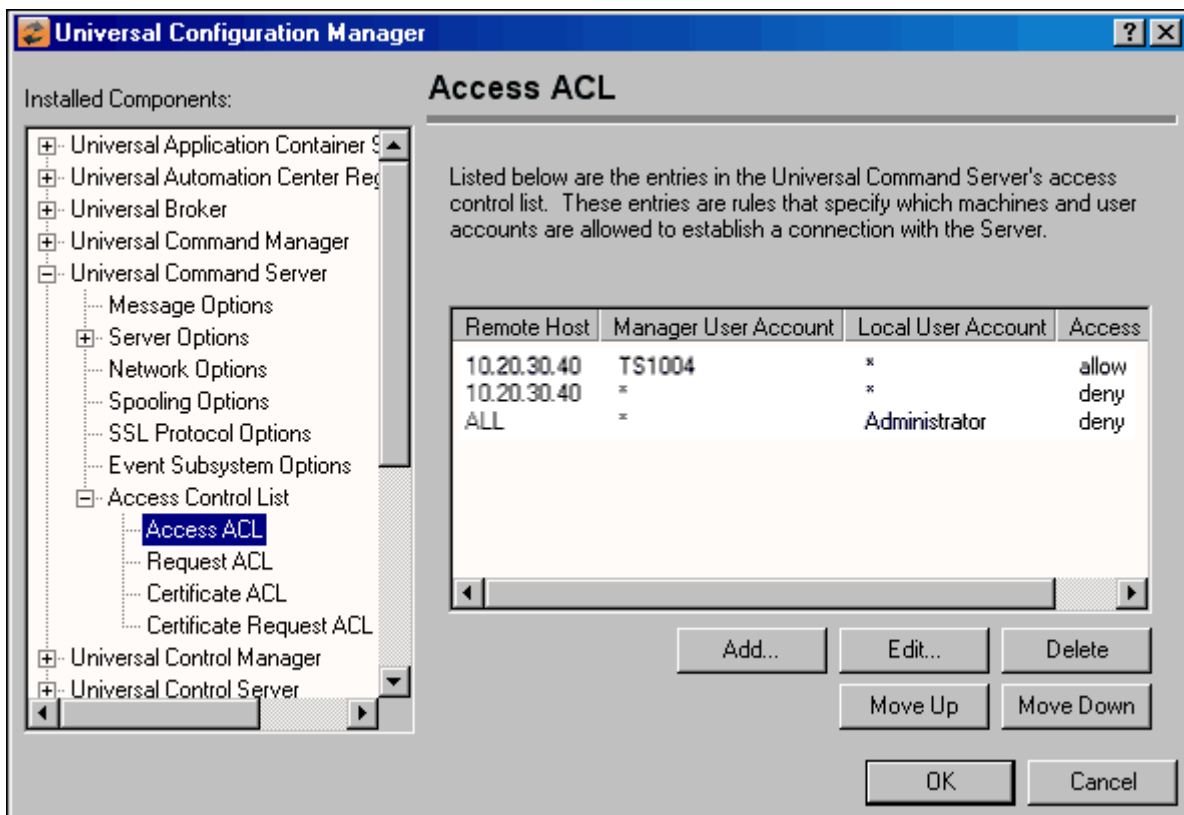 Universal Configuration Manager
Installed Components:
Universal Application Container S
Universal Automation Center Reg
Universal Broker
Universal Command Manager
Universal Command Server
Message Options
Server Options
Network Options
Spooling Options
SSL Protocol Options
Event Subsystem Options
Access Control List
Access ACL
Request ACL
Certificate ACL
Certificate Request ACL
Universal Control Manager
Universal Control Server
Access ACL
Listed below are the entries in the Universal Command Server's access
control list. These entries are rules that specify which machines and user
accounts are allowed to establish a connection with the Server.
Remote Host Manager User Account Local User Account Access
10.20.30.40 TS1004 * allow
10.20.30.40 * * deny
ALL * Administrator deny
Add... Edit... Delete
Move Up Move Down
OK Cancel